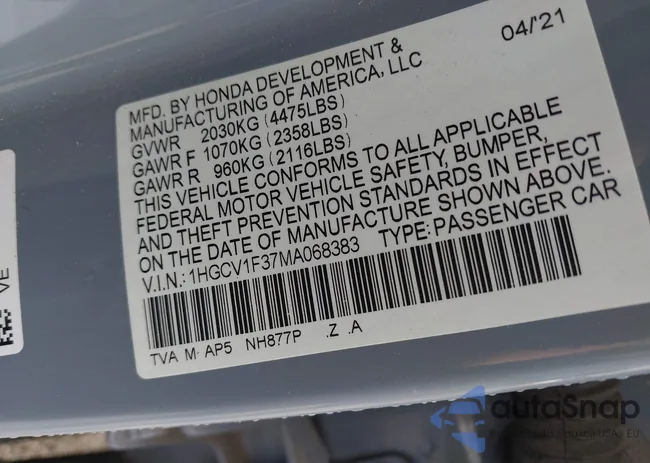 04/'21
MFD. BY HONDA DEVELOPMENT &
MANUFACTURING OF AMERICA, LLC
GVWR 2030KG (4475LBS)
GAWR F 1070KG (2358LBS)
GAWR R 960KG (2116LBS)
THIS VEHICLE CONFORMS TO ALL APPLICABLE
FEDERAL MOTOR VEHICLE SAFETY, BUMPER,
AND THEFT PREVENTION STANDARDS IN EFFECT
ON THE DATE OF MANUFACTURE SHOWN ABOVE.
V.I.N.: 1HGCV1F37MA068383 TYPE: PASSENGER CAR
TVA M- AP5 NH877P .Z .A
VE
autoSnap